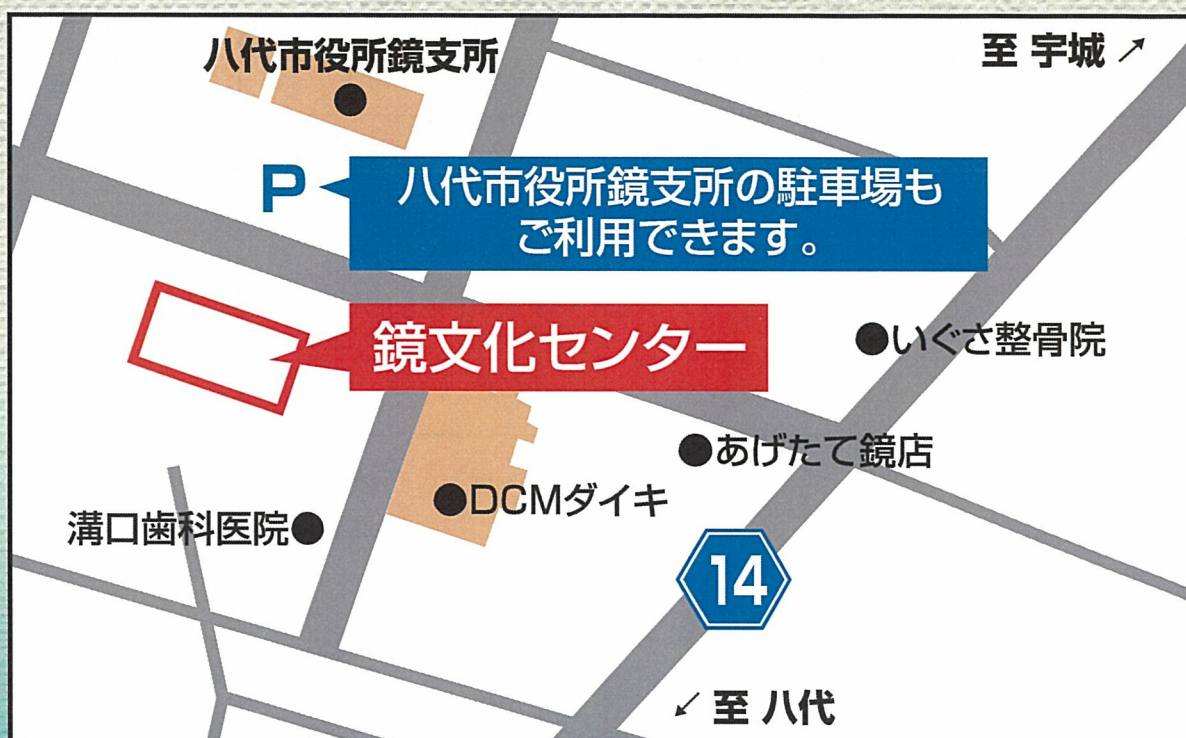 八代市役所鏡支所
至 宇城 ↗
P
八代市役所鏡支所の駐車場も
ご利用できます。
鏡文化センター
●いぐさ整骨院
●あげたて鏡店
●DCMダイキ
溝口歯科医院●
14
↙ 至 八代